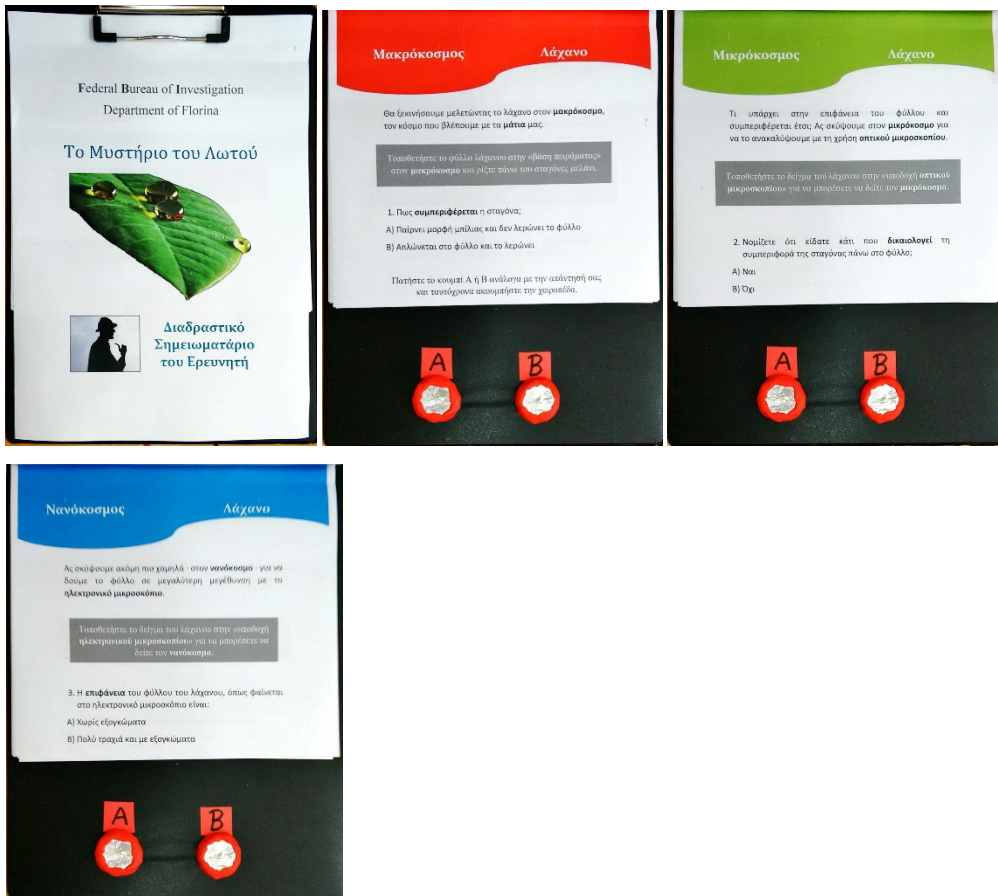 Federal Bureau of Investigation
Department of Florina
Το Μυστήριο του Λωτού
Διαδραστικό
Σημειωματάριο
του Ερευνητή
Μακρόκοσμος Λάχανο
Θα ξεκινήσουμε μελετώντας το λάχανο στον μακρόκοσμο,
τον κόσμο που βλέπουμε με τα μάτια μας.
Τοποθετήστε το φύλλο λάχανου στην «βάση πειράματος»
στον μακρόκοσμο και ρίξτε πάνω του σταγόνες μελάνι.
1. Πως συμπεριφέρεται η σταγόνα;
Α) Παίρνει μορφή μπίλιας και δεν λερώνει το φύλλο
Β) Απλώνεται στο φύλλο και το λερώνει
Πατήστε το κουμπί Α ή Β ανάλογα με την απάντησή σας
και ταυτόχρονα ακουμπήστε την χειροπέδα.
A B
Μικρόκοσμος Λάχανο
Τι υπάρχει στην επιφάνεια του φύλλου και
συμπεριφέρεται έτσι; Ας σκύψουμε στον μικρόκοσμο για
να το ανακαλύψουμε με τη χρήση οπτικού μικροσκοπίου.
Τοποθετήστε το δείγμα του λάχανου στην «υποδοχή οπτικού
μικροσκοπίου» για να μπορέσετε να δείτε τον μικρόκοσμο.
2. Νομίζετε ότι είδατε κάτι που δικαιολογεί τη
συμπεριφορά της σταγόνας πάνω στο φύλλο;
Α) Ναι
Β) Όχι
A B
Νανόκοσμος Λάχανο
Ας σκύψουμε ακόμη πιο χαμηλά - στον νανόκοσμο - για να
δούμε το φύλλο σε μεγαλύτερη μεγέθυνση με το
ηλεκτρονικό μικροσκόπιο.
Τοποθετήστε το δείγμα του λάχανου στην «υποδοχή
ηλεκτρονικού μικροσκοπίου» για να μπορέσετε να
δείτε τον νανόκοσμο.
3. Η επιφάνεια του φύλλου του λάχανου, όπως φαίνεται
στο ηλεκτρονικό μικροσκόπιο είναι:
Α) Χωρίς εξογκώματα
Β) Πολύ τραχιά και με εξογκώματα
A B